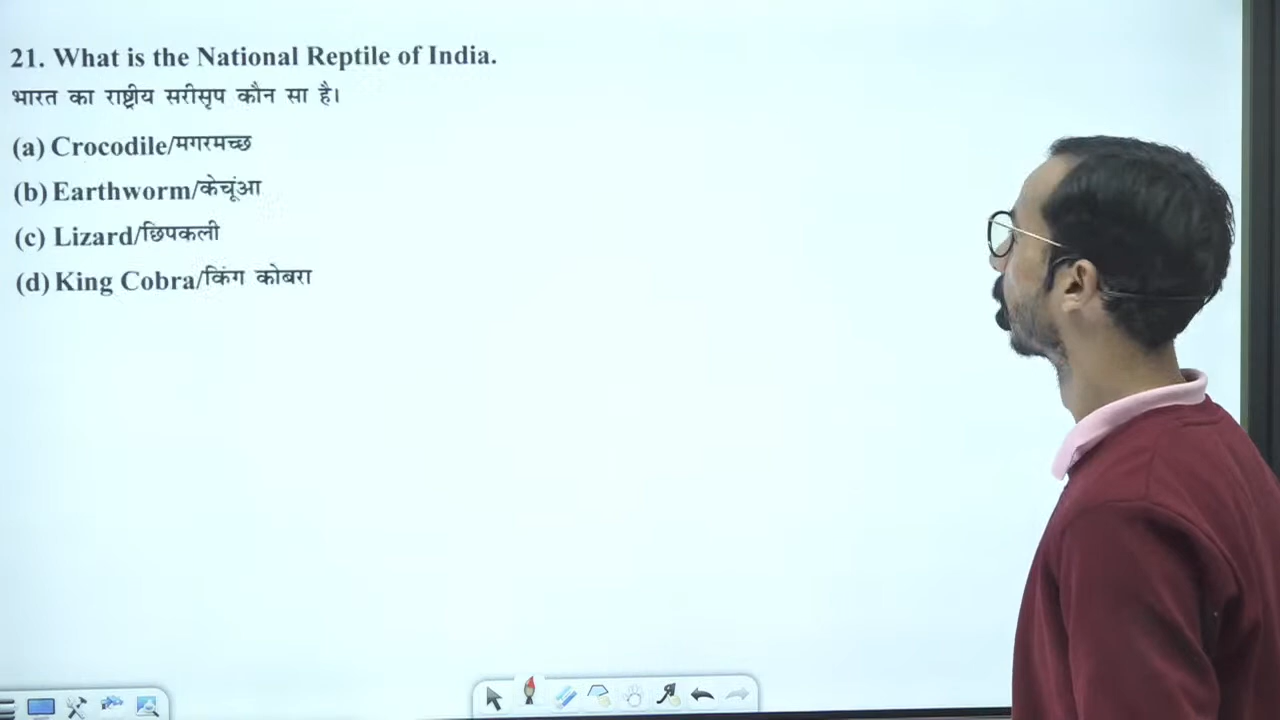 21. What is the National Reptile of India.
भारत का राष्ट्रीय सरीसृप कौन सा है।
(a) Crocodile/मगरमच्छ
(b) Earthworm/केचूंआ
(c) Lizard/छिपकली
(d) King Cobra/किंग कोबरा